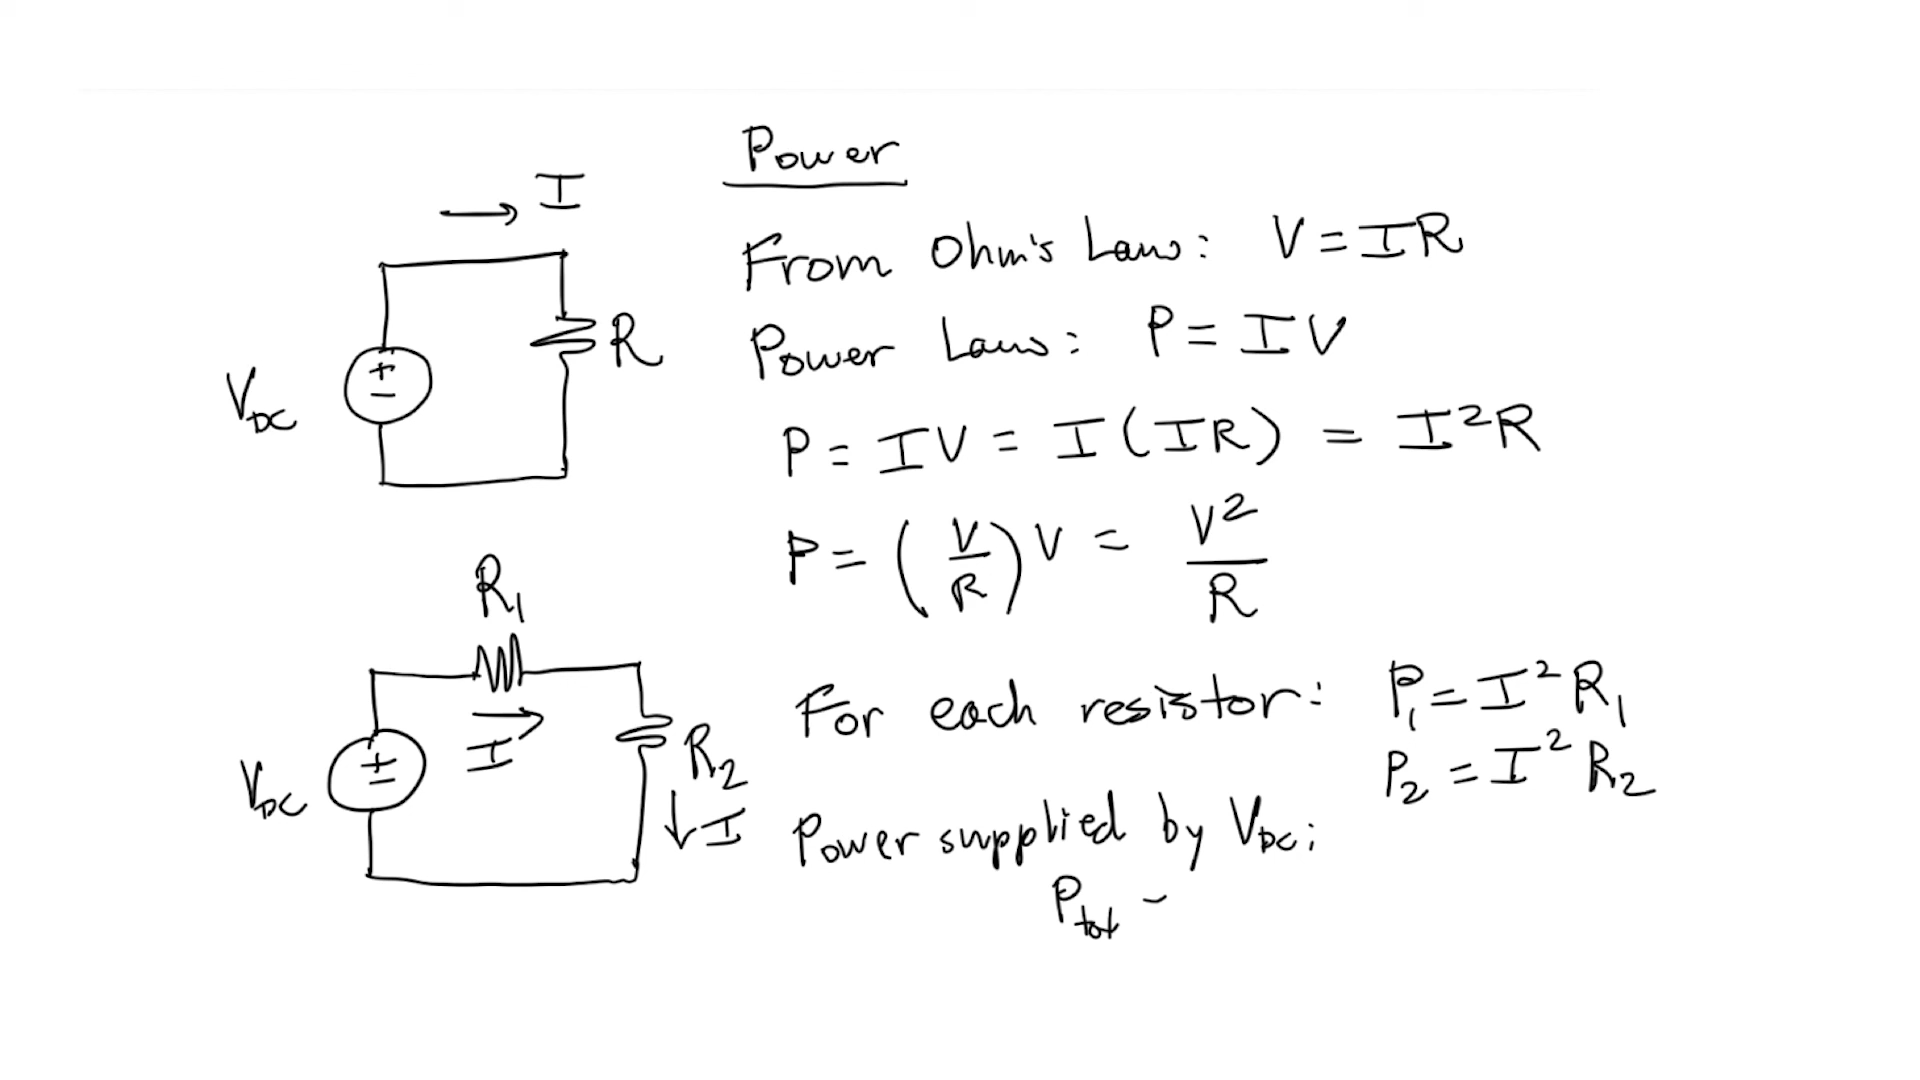 Power
I
From Ohm's Law: V = IR
Power Law: P = IV
R
V_DC
P = IV = I(IR) = I²R
P = (V/R)V = V²/R
R₁
For each resistor: P₁ = I²R₁
I
R₂
P₂ = I²R₂
V_DC
I
Power supplied by V_DC:
P_tot -